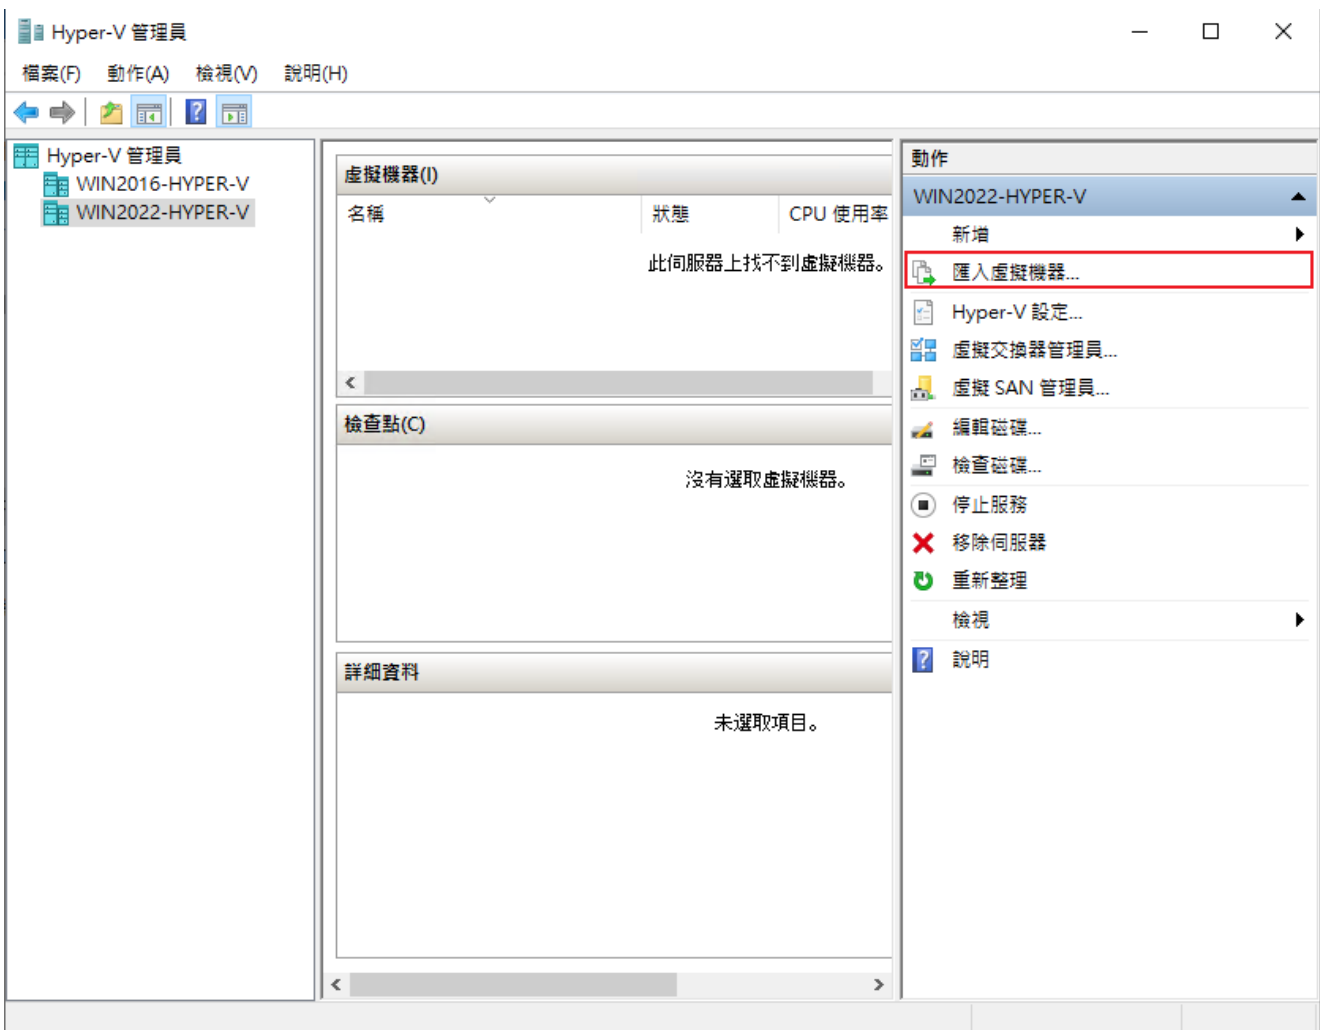 Hyper-V 管理員
檔案(F) 動作(A) 檢視(V) 說明(H)
Hyper-V 管理員
WIN2016-HYPER-V
WIN2022-HYPER-V
虛擬機器(I)
名稱 狀態 CPU 使用率
此伺服器上找不到虛擬機器。
檢查點(C)
沒有選取虛擬機器。
詳細資料
未選取項目。
動作
WIN2022-HYPER-V
新增
匯入虛擬機器...
Hyper-V 設定...
虛擬交換器管理員...
虛擬 SAN 管理員...
編輯磁碟...
檢查磁碟...
停止服務
移除伺服器
重新整理
檢視
說明